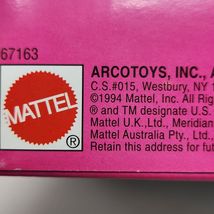 67163
ARCOTOYS, INC., A
C.S.#015, Westbury, NY 1
©1994 Mattel, Inc. All Rig
® and TM designate U.S.
Mattel U.K., Ltd., Meridian
Mattel Australia Pty., Ltd.,
Retain this address for fut
MATTEL
®